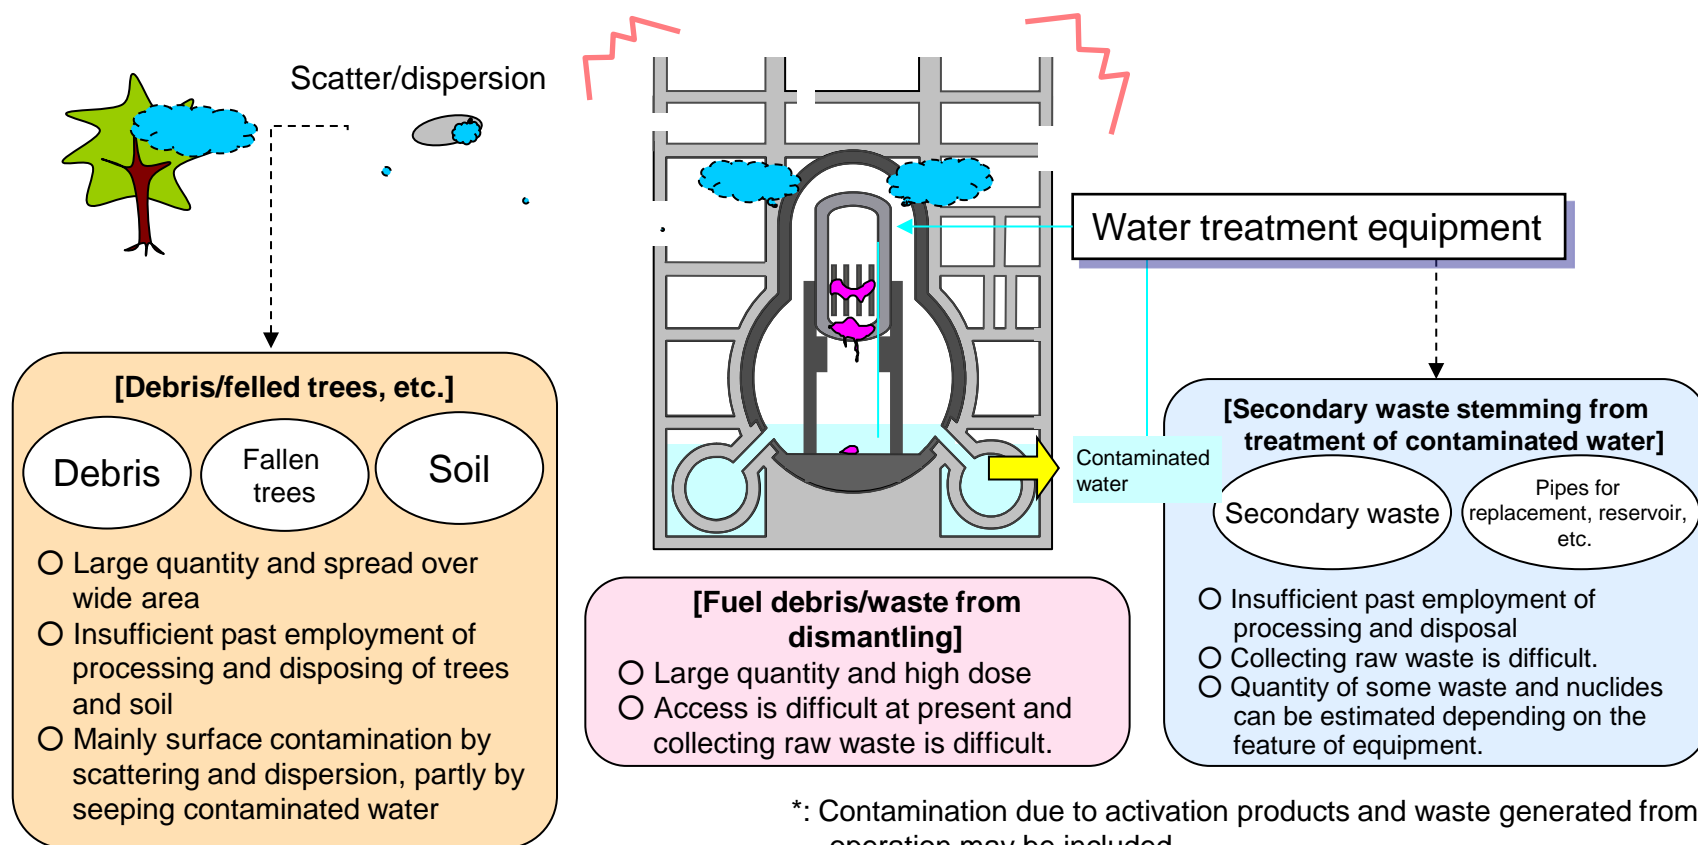 Scatter/dispersion
Water treatment equipment
[Debris/felled trees, etc.]
Debris
Fallen
trees
Soil
○ Large quantity and spread over
wide area
○ Insufficient past employment of
processing and disposing of trees
and soil
○ Mainly surface contamination by
scattering and dispersion, partly by
seeping contaminated water
[Fuel debris/waste from
dismantling]
○ Large quantity and high dose
○ Access is difficult at present and
collecting raw waste is difficult.
Contaminated
water
[Secondary waste stemming from
treatment of contaminated water]
Secondary waste
Pipes for
replacement, reservoir,
etc.
○ Insufficient past employment of
processing and disposal
○ Collecting raw waste is difficult.
○ Quantity of some waste and nuclides
can be estimated depending on the
feature of equipment.
*: Contamination due to activation products and waste generated from
operation may be included